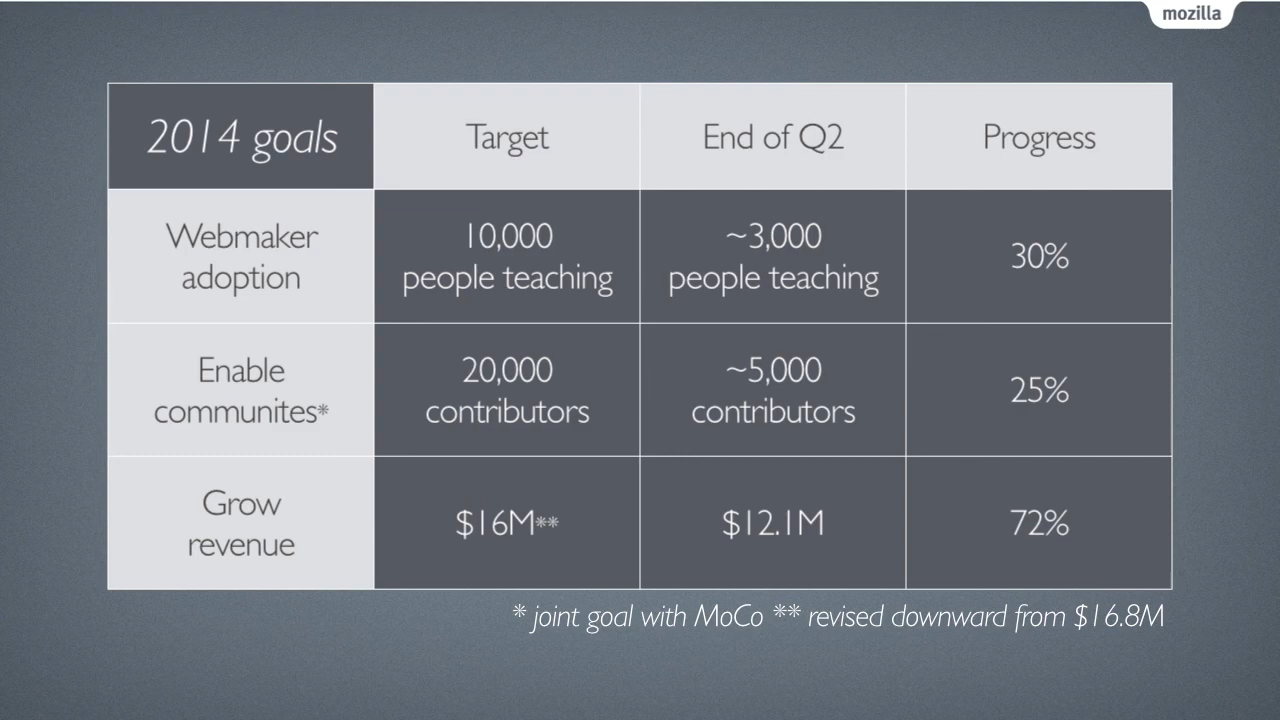 mozilla
2014 goals
Target
End of Q2
Progress
Webmaker
adoption
10,000
people teaching
~3,000
people teaching
30%
Enable
communites*
20,000
contributors
~5,000
contributors
25%
Grow
revenue
$16M**
$12.1M
72%
* joint goal with MoCo ** revised downward from $16.8M